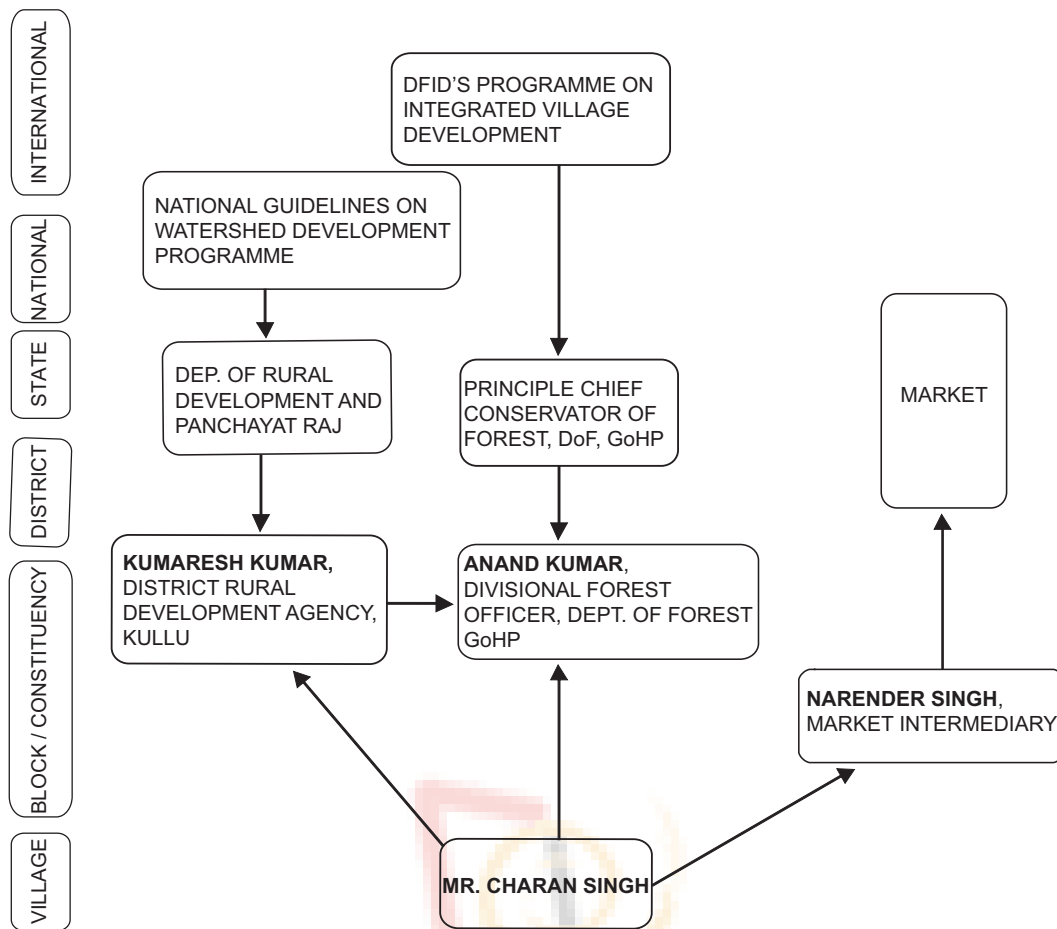 INTERNATIONAL
NATIONAL
STATE
DISTRICT
BLOCK / CONSTITUENCY
VILLAGE
DFID'S PROGRAMME ON
INTEGRATED VILLAGE
DEVELOPMENT
NATIONAL GUIDELINES ON
WATERSHED DEVELOPMENT
PROGRAMME
DEP. OF RURAL
DEVELOPMENT AND
PANCHAYAT RAJ
PRINCIPLE CHIEF
CONSERVATOR OF
FOREST, DoF, GoHP
MARKET
KUMARESH KUMAR,
DISTRICT RURAL
DEVELOPMENT AGENCY,
KULLU
ANAND KUMAR,
DIVISIONAL FOREST
OFFICER, DEPT. OF FOREST
GoHP
NARENDER SINGH,
MARKET INTERMEDIARY
MR. CHARAN SINGH